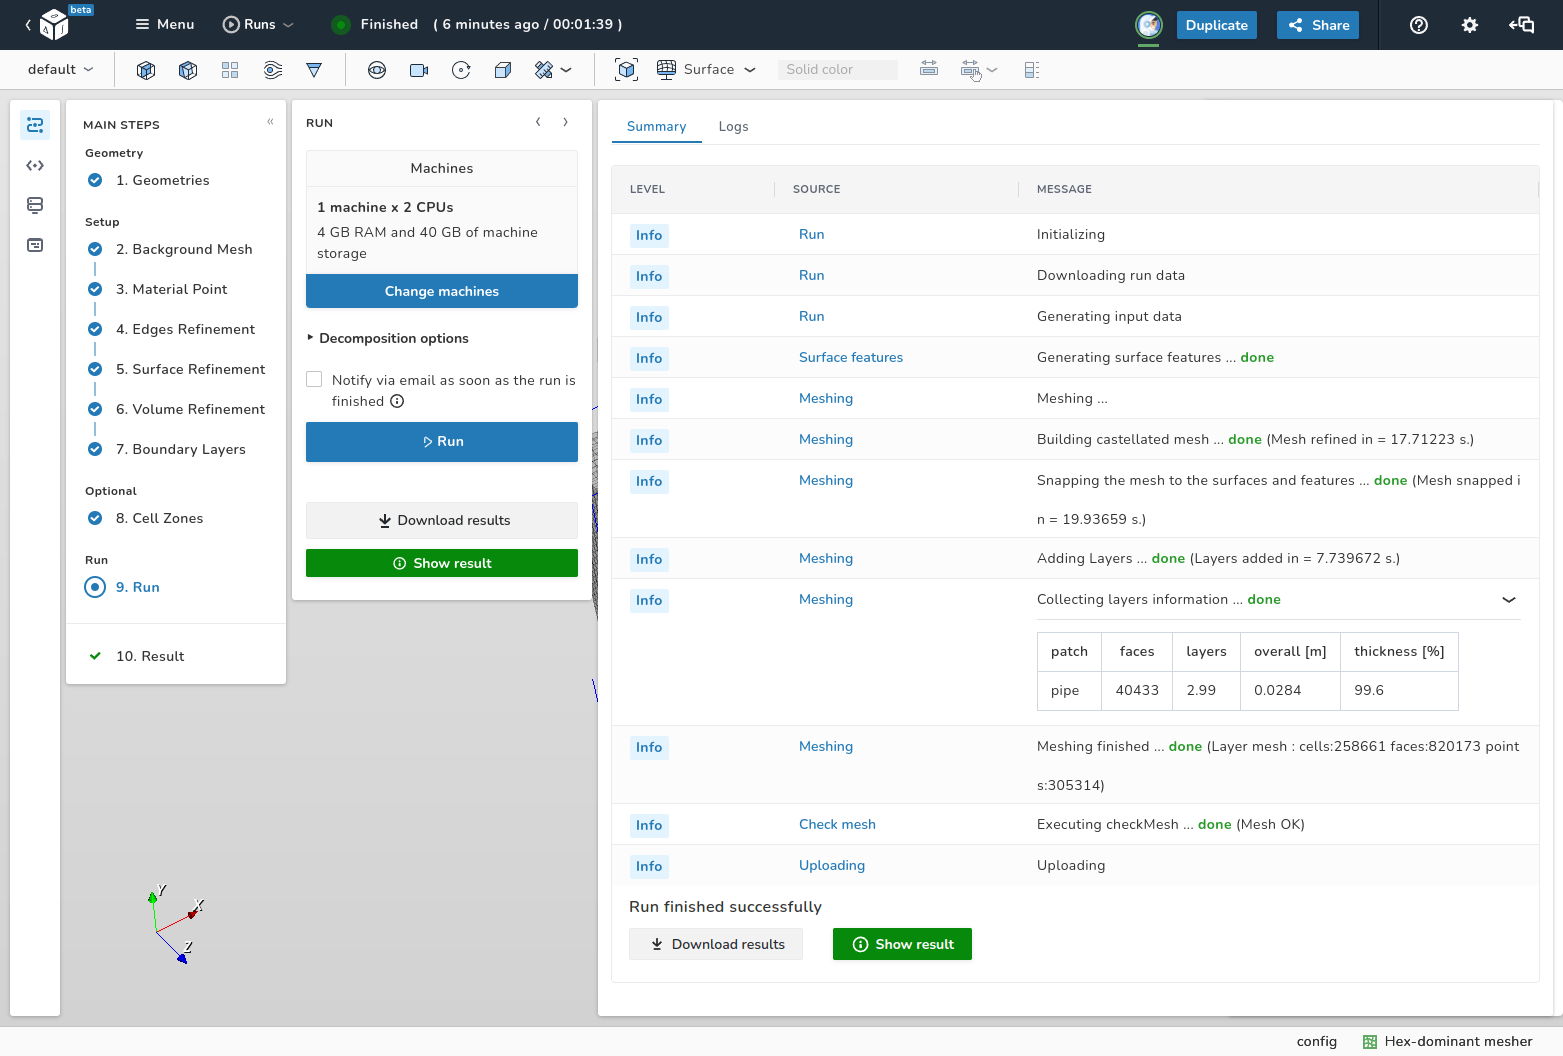 beta
Menu
Runs
Finished ( 6 minutes ago / 00:01:39 )
Duplicate
Share
default
Surface
Solid color
MAIN STEPS
Geometry
1. Geometries
Setup
2. Background Mesh
3. Material Point
4. Edges Refinement
5. Surface Refinement
6. Volume Refinement
7. Boundary Layers
Optional
8. Cell Zones
Run
9. Run
10. Result
RUN
Machines
1 machine x 2 CPUs
4 GB RAM and 40 GB of machine
storage
Change machines
Decomposition options
Notify via email as soon as the run is
finished
Run
Download results
Show result
Summary Logs
LEVEL SOURCE MESSAGE
Info Run Initializing
Info Run Downloading run data
Info Run Generating input data
Info Surface features Generating surface features ... done
Info Meshing Meshing ...
Info Meshing Building castellated mesh ... done (Mesh refined in = 17.71223 s.)
Info Meshing Snapping the mesh to the surfaces and features ... done (Mesh snapped i
n = 19.93659 s.)
Info Meshing Adding Layers ... done (Layers added in = 7.739672 s.)
Info Meshing Collecting layers information ... done
patch faces layers overall [m] thickness [%]
pipe 40433 2.99 0.0284 99.6
Info Meshing Meshing finished ... done (Layer mesh : cells:258661 faces:820173 point
s:305314)
Info Check mesh Executing checkMesh ... done (Mesh OK)
Info Uploading Uploading
Run finished successfully
Download results Show result
Y
X
Z
config Hex-dominant mesher